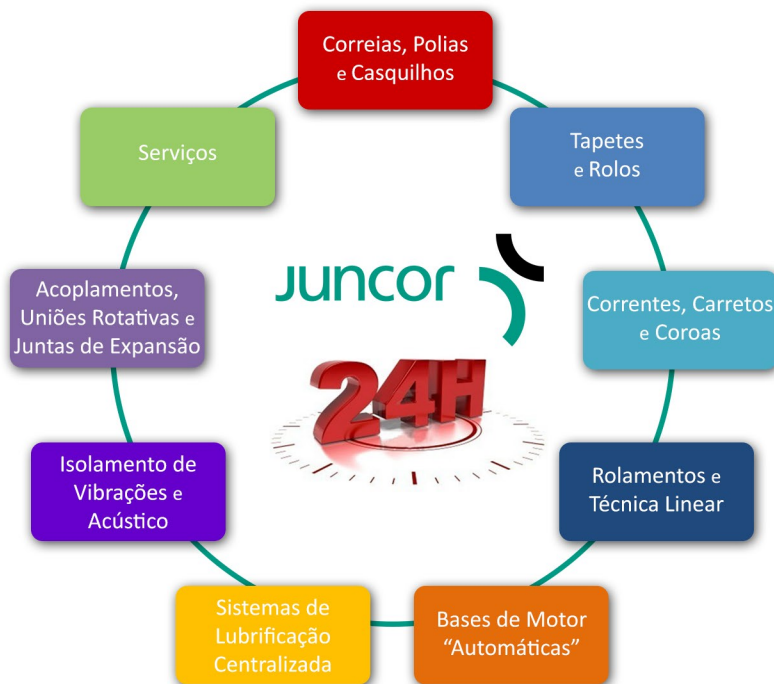 Correias, Polias
e Casquilhos
Tapetes
e Rolos
Correntes, Carretos
e Coroas
Rolamentos e
Técnica Linear
Bases de Motor
“Automáticas”
Sistemas de
Lubrificação
Centralizada
Isolamento de
Vibrações e
Acústico
Acoplamentos,
Uniões Rotativas e
Juntas de Expansão
Serviços
Juncor
24H